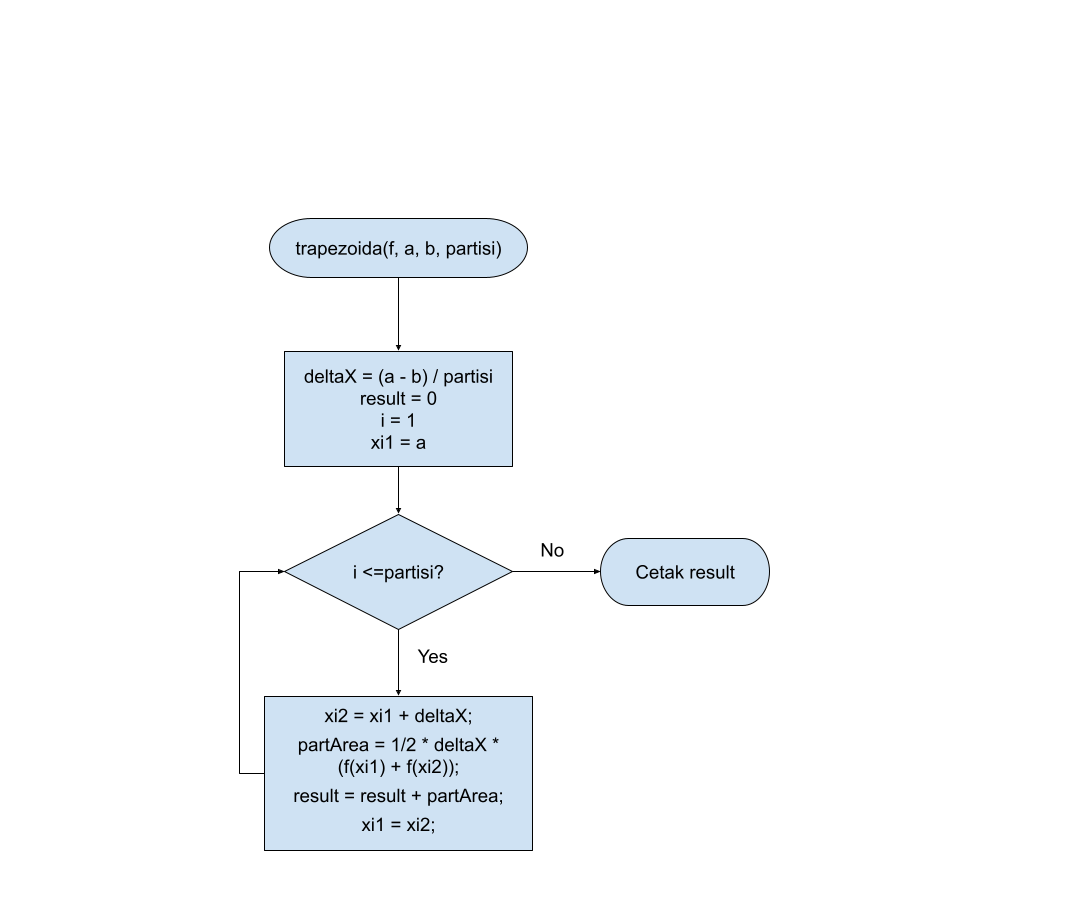 trapezoida(f, a, b, partisi)
deltaX = (a - b) / partisi
result = 0
i = 1
xi1 = a
i <=partisi?
No
Cetak result
Yes
xi2 = xi1 + deltaX;
partArea = 1/2 * deltaX *
(f(xi1) + f(xi2));
result = result + partArea;
xi1 = xi2;